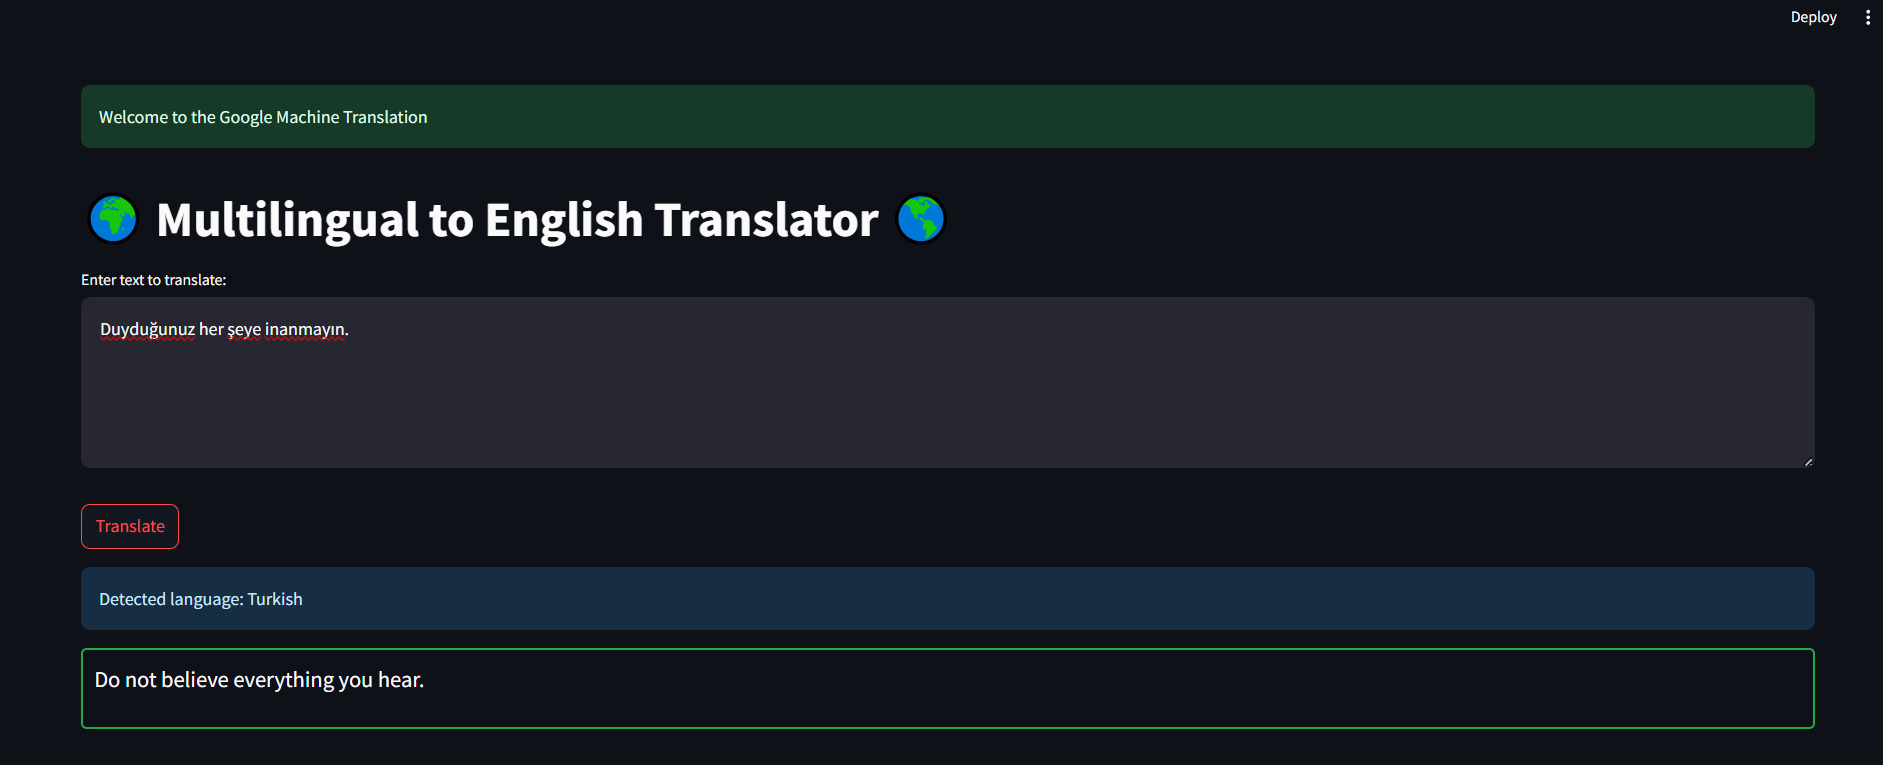 Deploy
Welcome to the Google Machine Translation
Multilingual to English Translator
Enter text to translate:
Duyduğunuz her şeye inanmayın.
Translate
Detected language: Turkish
Do not believe everything you hear.